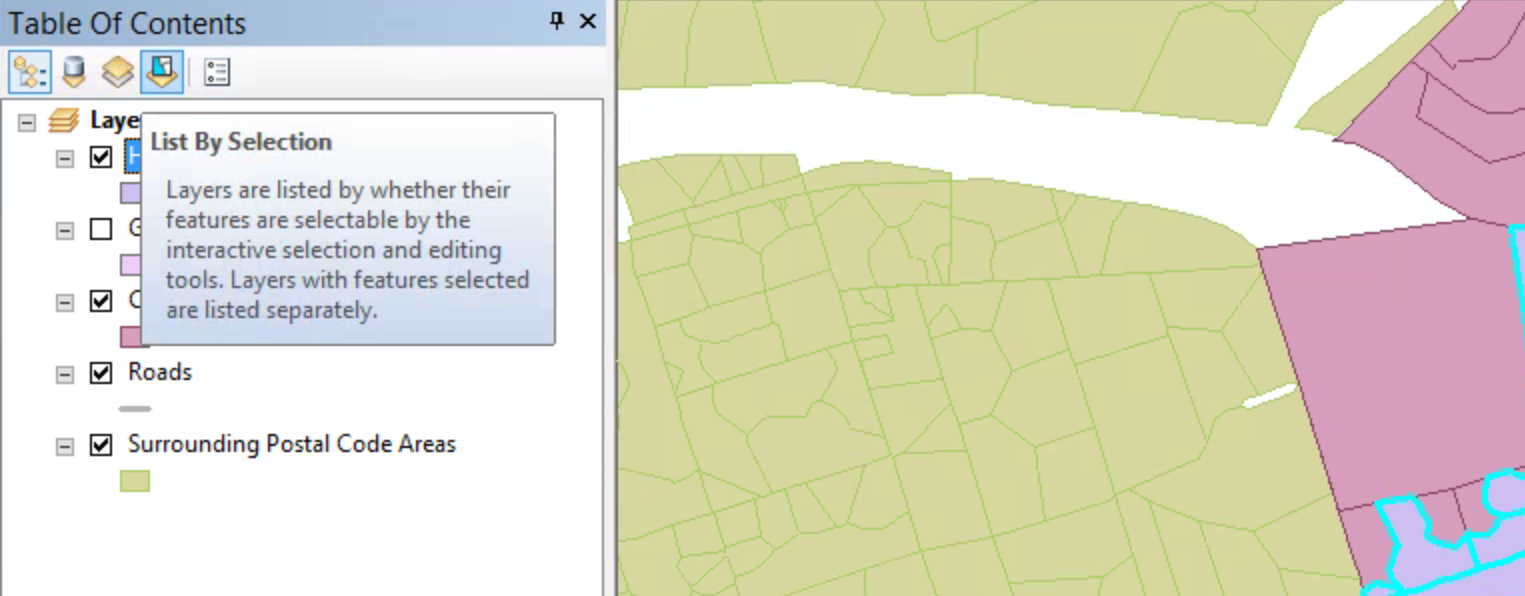 Table Of Contents
Laye
List By Selection
H
Layers are listed by whether their
features are selectable by the
G
interactive selection and editing
tools. Layers with features selected
C
are listed separately.
Roads
Surrounding Postal Code Areas